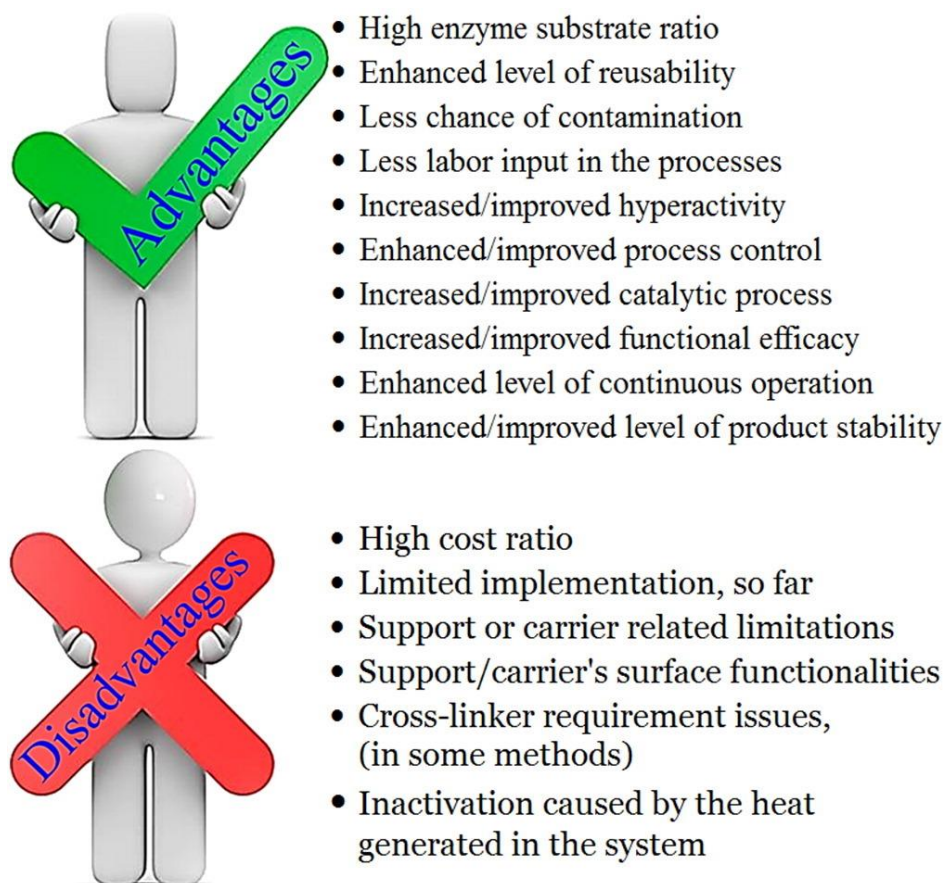 Advantages
• High enzyme substrate ratio
• Enhanced level of reusability
• Less chance of contamination
• Less labor input in the processes
• Increased/improved hyperactivity
• Enhanced/improved process control
• Increased/improved catalytic process
• Increased/improved functional efficacy
• Enhanced level of continuous operation
• Enhanced/improved level of product stability
Disadvantages
• High cost ratio
• Limited implementation, so far
• Support or carrier related limitations
• Support/carrier's surface functionalities
• Cross-linker requirement issues,
(in some methods)
• Inactivation caused by the heat
generated in the system